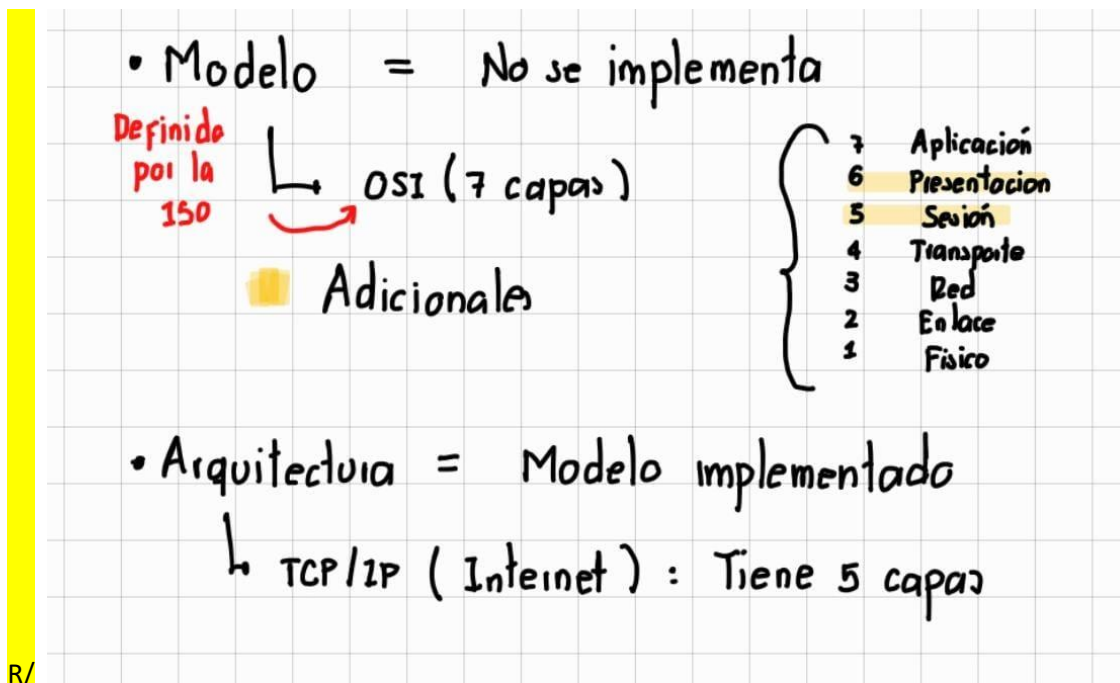 • Modelo = No se implementa
Definido
por la
ISO
OSI (7 capas)
Adicionales
7 Aplicación
6 Presentacion
5 Sesión
4 Transporte
3 Red
2 Enlace
1 Fisico
• Arquitectura = Modelo implementado
TCP/IP (Internet) : Tiene 5 capas
R/